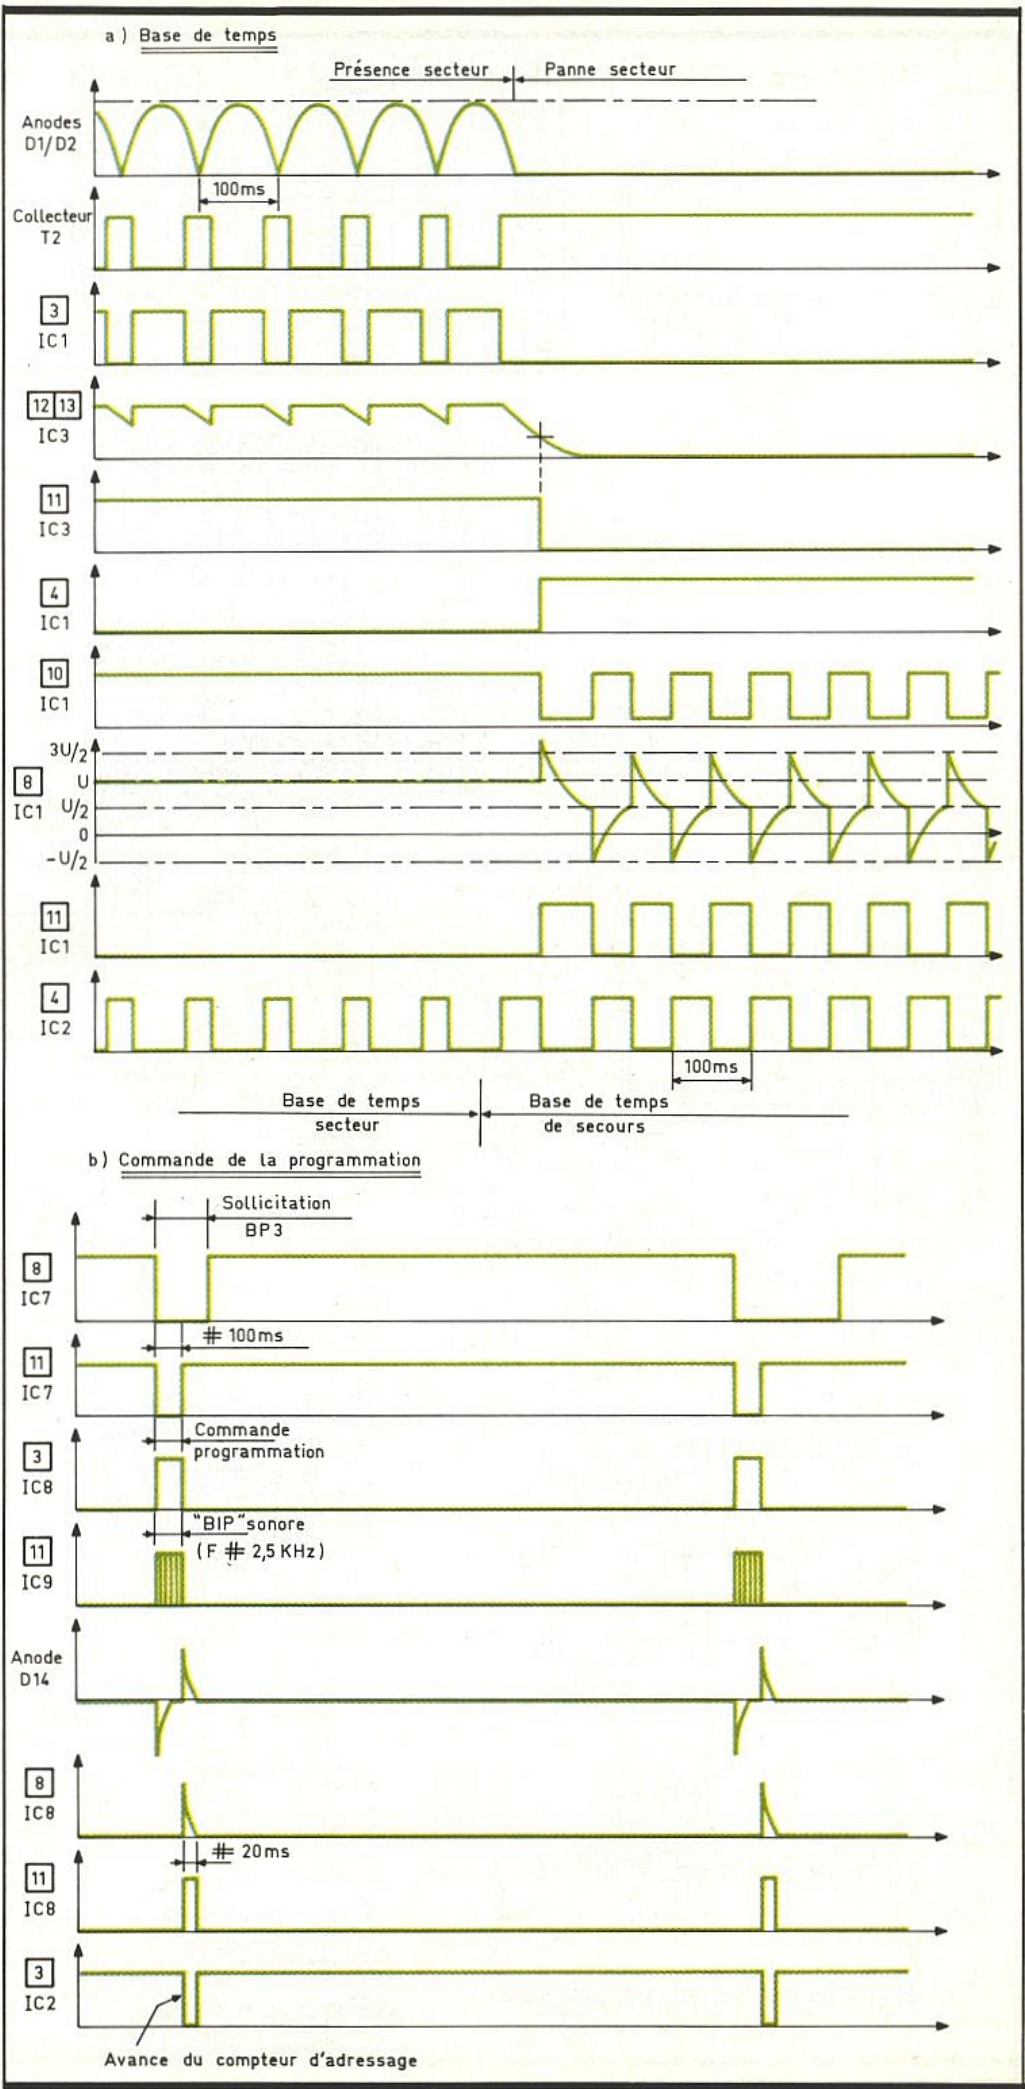 a) Base de temps
Présence secteur
Panne secteur
Anodes
D1/D2
100ms
Collecteur
T2
3
IC1
12 13
IC3
11
IC3
4
IC1
10
IC1
3U/2
U
U/2
0
-U/2
8
IC1
11
IC1
4
IC2
100ms
Base de temps
secteur
Base de temps
de secours
b) Commande de la programmation
Sollicitation
BP3
8
IC7
# 100ms
11
IC7
Commande
programmation
3
IC8
"BIP" sonore
(F # 2,5 KHz)
11
IC9
Anode
D14
8
IC8
# 20ms
11
IC8
3
IC2
Avance du compteur d'adressage